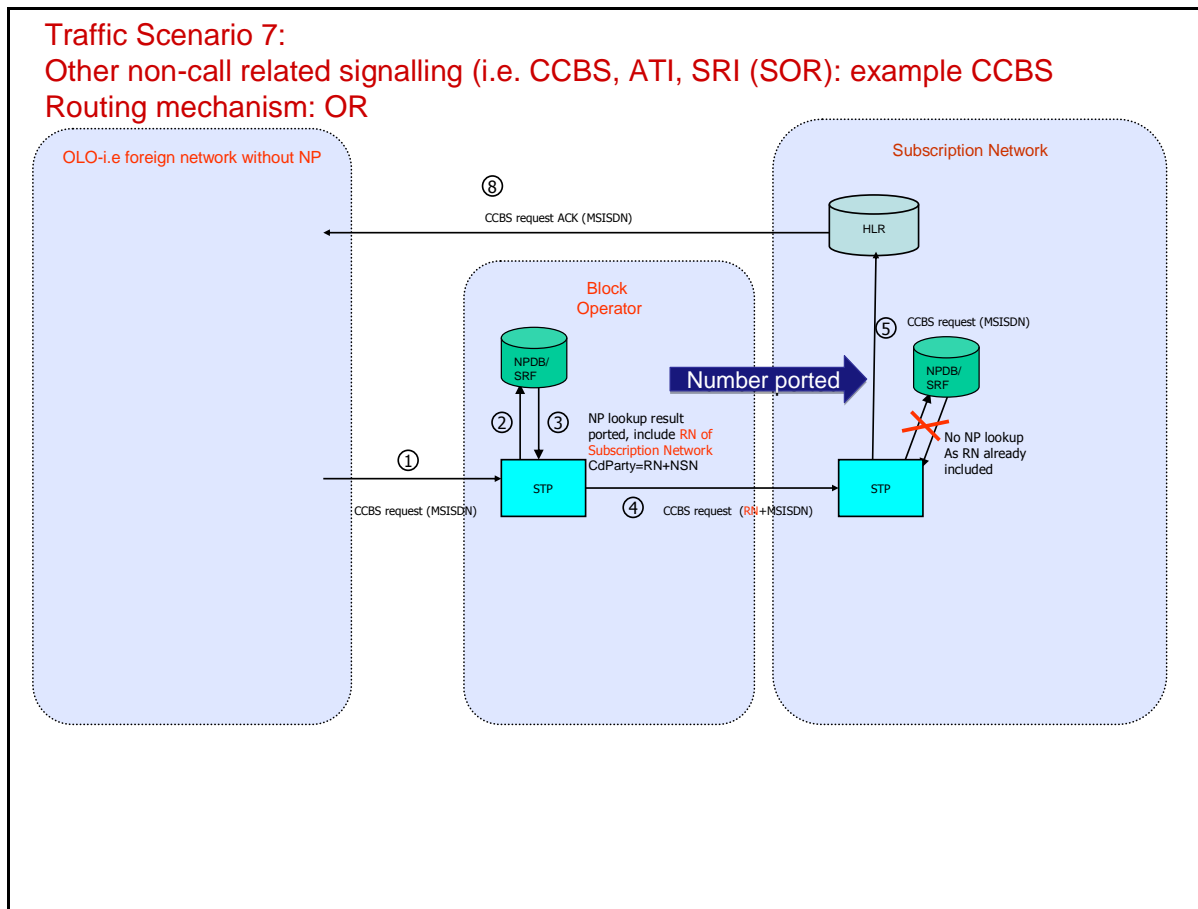 Traffic Scenario 7:
Other non-call related signalling (i.e. CCBS, ATI, SRI (SOR): example CCBS
Routing mechanism: OR
OLO-i.e foreign network without NP
Subscription Network
⑧
CCBS request ACK (MSISDN)
HLR
Block
Operator
⑤
CCBS request (MSISDN)
NPDB/
SRF
NPDB/
SRF
Number ported
②
③
NP lookup result
ported, include RN of
Subscription Network
CdParty=RN+NSN
No NP lookup
As RN already
included
①
STP
STP
CCBS request (MSISDN)
④
CCBS request (RN+MSISDN)